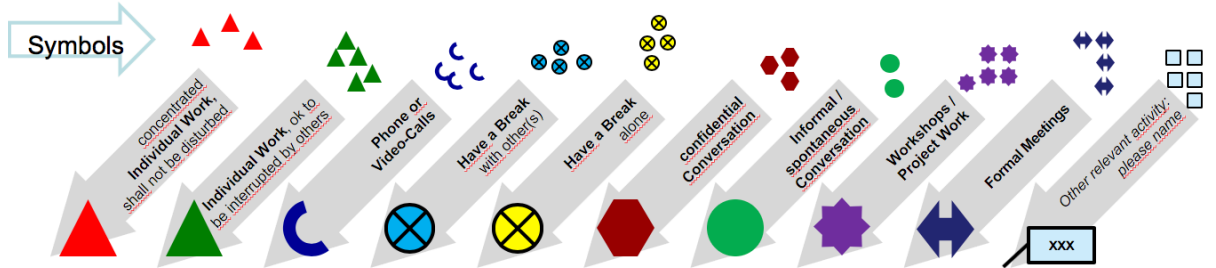 Symbols
concentrated
Individual Work,
shall not be disturbed
Individual Work, ok to
be interrupted by others
Phone or
Video-Calls
Have a Break
with other(s)
Have a Break
alone
confidential
Conversation
Informal /
spontaneous
Conversation
Workshops /
Project Work
Formal Meetings
Other relevant activity:
please name
xxx